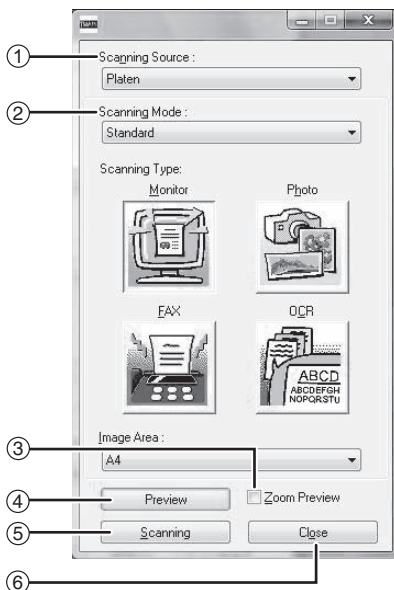 ① Scanning Source :
Platen
② Scanning Mode :
Standard
Scanning Type:
Monitor Photo
FAX OCR
ABCD
ABCDEFGH
NOPQRSTU
Image Area :
③
A4
④ Preview Zoom Preview
⑤ Scanning Close
⑥